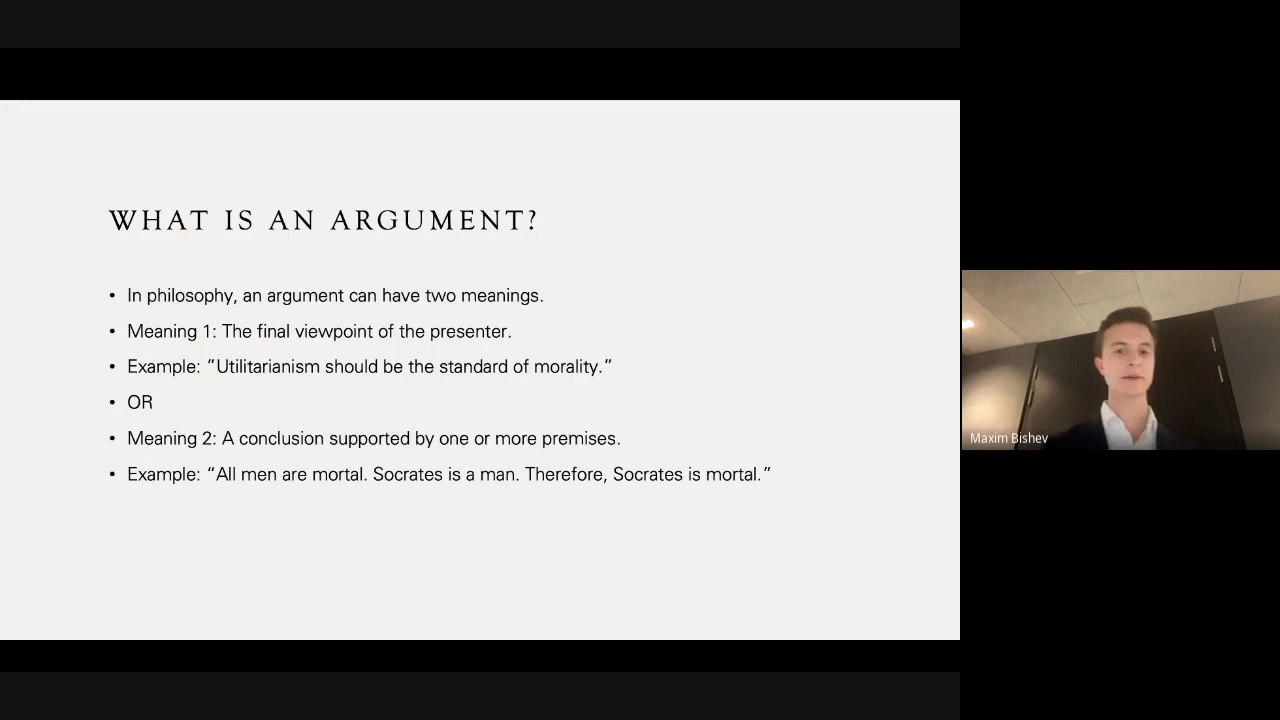 WHAT IS AN ARGUMENT?
• In philosophy, an argument can have two meanings.
• Meaning 1: The final viewpoint of the presenter.
• Example: ”Utilitarianism should be the standard of morality.”
• OR
• Meaning 2: A conclusion supported by one or more premises.
• Example: “All men are mortal. Socrates is a man. Therefore, Socrates is mortal.”
Maxim Bishev